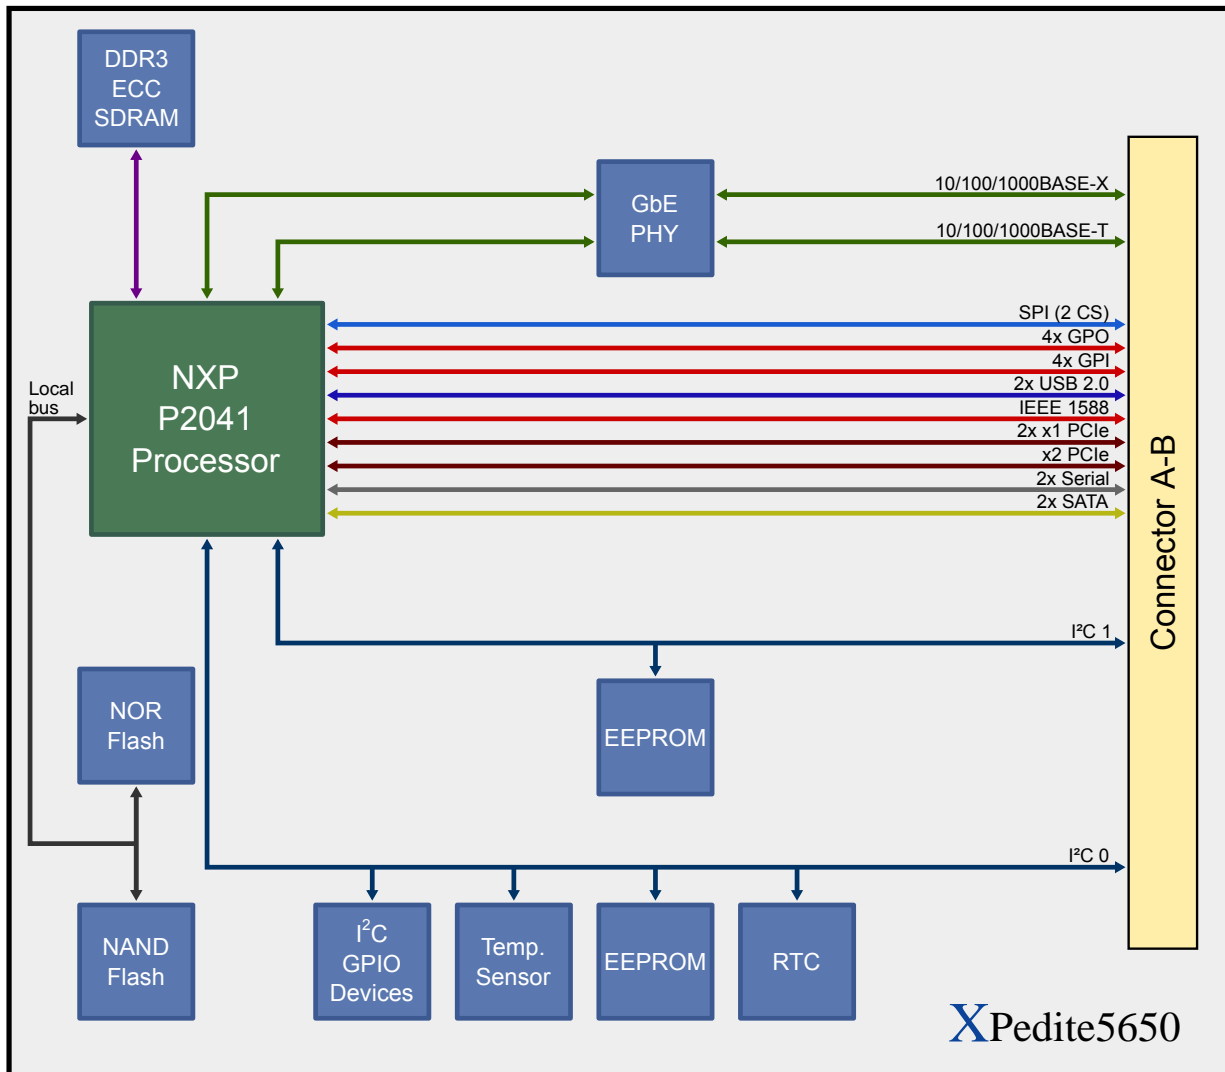 DDR3
ECC
SDRAM
GbE
PHY
10/100/1000BASE-X
10/100/1000BASE-T
NXP
P2041
Processor
Local
bus
SPI (2 CS)
4x GPO
4x GPI
2x USB 2.0
IEEE 1588
2x x1 PCIe
x2 PCIe
2x Serial
2x SATA
Connector A-B
I²C 1
NOR
Flash
EEPROM
I²C 0
NAND
Flash
I²C
GPIO
Devices
Temp.
Sensor
EEPROM
RTC
XPedite5650